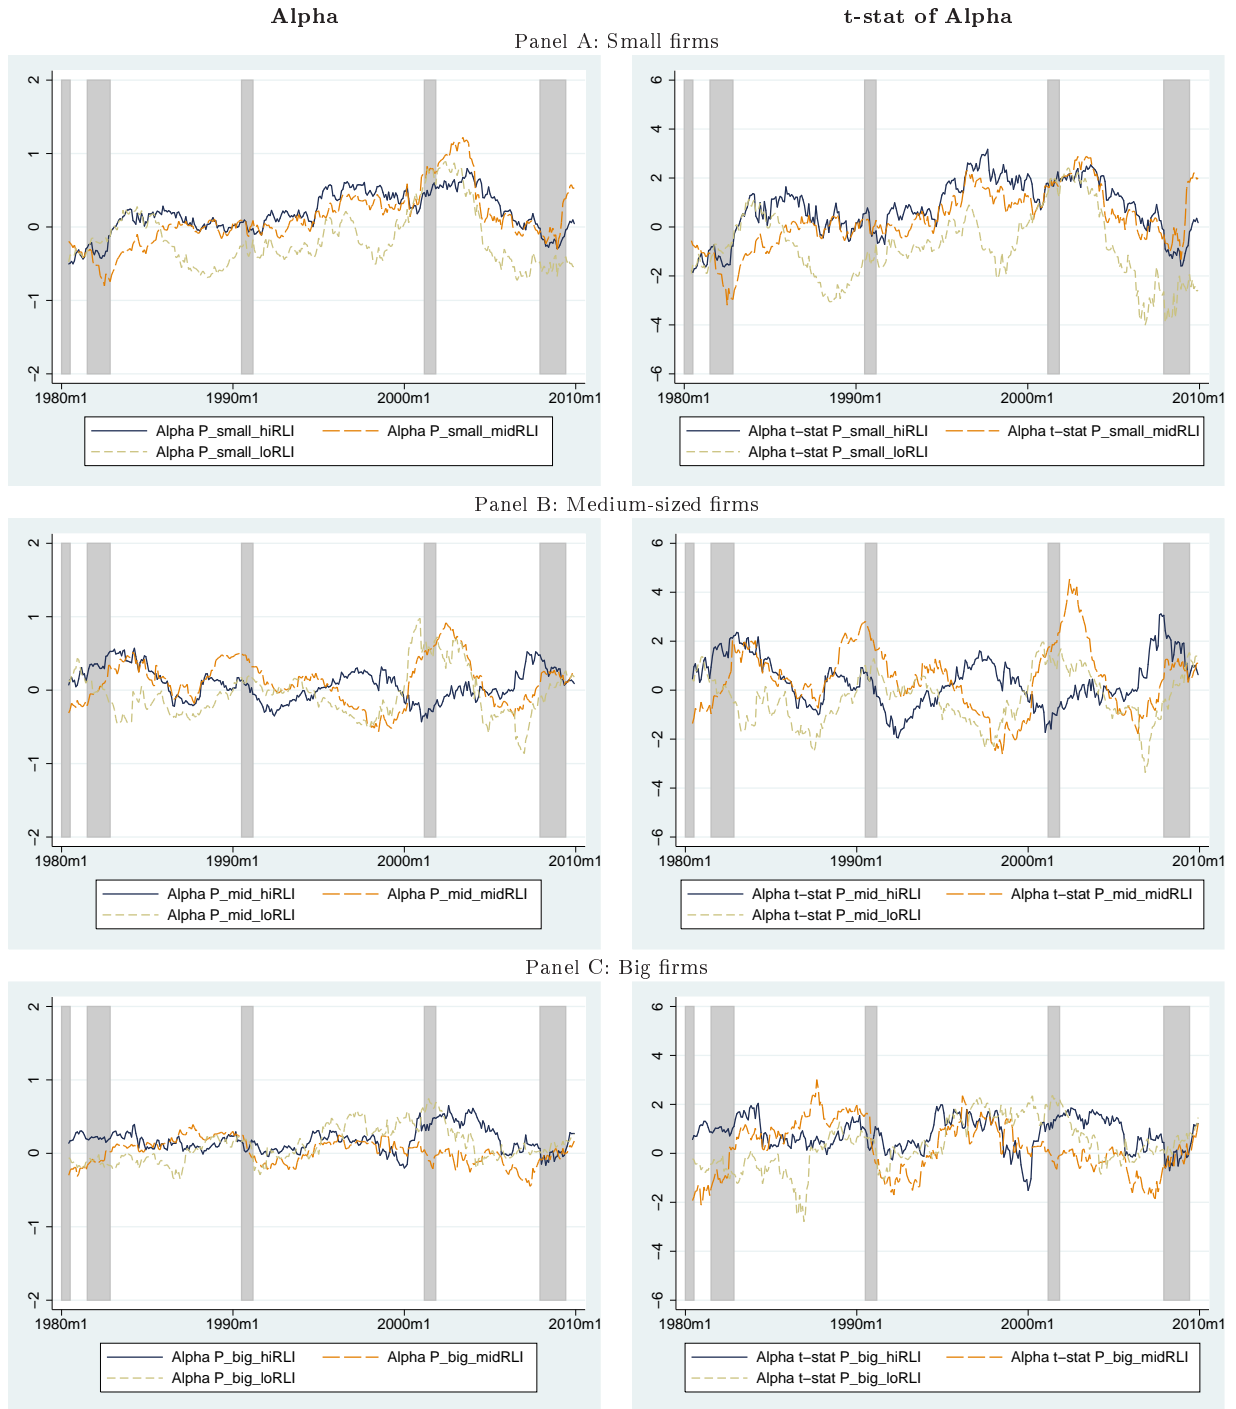 Alpha t-stat of Alpha
Panel A: Small firms
2
1
0
−1
−2
1980m1 1990m1 2000m1 2010m1
Alpha P_small_hiRLI Alpha P_small_midRLI
Alpha P_small_loRLI
6
4
2
0
−2
−4
−6
1980m1 1990m1 2000m1 2010m1
Alpha t−stat P_small_hiRLI Alpha t−stat P_small_midRLI
Alpha t−stat P_small_loRLI
Panel B: Medium-sized firms
2
1
0
−1
−2
1980m1 1990m1 2000m1 2010m1
Alpha P_mid_hiRLI Alpha P_mid_midRLI
Alpha P_mid_loRLI
6
4
2
0
−2
−4
−6
1980m1 1990m1 2000m1 2010m1
Alpha t−stat P_mid_hiRLI Alpha t−stat P_mid_midRLI
Alpha t−stat P_mid_loRLI
Panel C: Big firms
2
1
0
−1
−2
1980m1 1990m1 2000m1 2010m1
Alpha P_big_hiRLI Alpha P_big_midRLI
Alpha P_big_loRLI
6
4
2
0
−2
−4
−6
1980m1 1990m1 2000m1 2010m1
Alpha t−stat P_big_hiRLI Alpha t−stat P_big_midRLI
Alpha t−stat P_big_loRLI